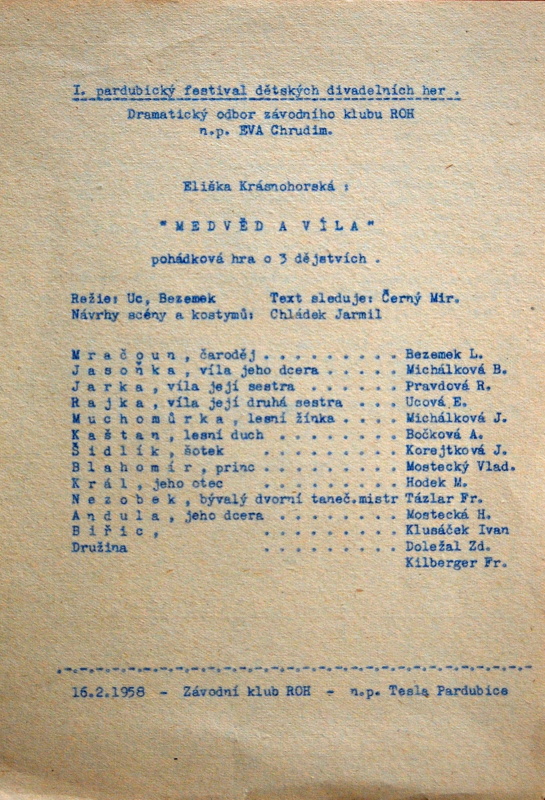 I. pardubický festival dětských divadelních her .
Dramatický odbor závodního klubu ROH
n.p. EVA Chrudim.
Eliška Krásnohorská :
"M E D V Ě D A V Í L A"
pohádková hra o 3 dějstvích .
Režie: Uc, Bezemek Text sleduje: Černý Mir.
Návrhy scény a kostymů: Chládek Jarmil
M r a č o u n , čaroděj . . . . . . . . . Bezemek L.
J a s o ň k a , víla jeho dcera . . . . . Michálková B.
J a r k a , víla její sestra . . . . . . Pravdová R.
R a j k a , víla její druhá sestra . . . . Ucová E.
M u c h o m ů r k a , lesní žínka . . . . Michálková J.
K a š t a n , lesní duch . . . . . . . . Bočková A.
Š i d l í k , šotek . . . . . . . . Korejtková J.
B l a h o m í r , princ . . . . . . . . . Mostecký Vlad.
K r á l , jeho otec . . . . . . . . Hodek M.
N e z o b e k , bývalý dvorní taneč.mistr Tázlar Fr.
A n d u l a , jeho dcera . . . . . . . . Mostecká H.
B i ř i c , . . . . . . . . . Klusáček Ivan
Družina . . . . . . . . . Doležal Zd.
Kilberger Fr.
16.2.1958 - Závodní klub ROH - n.p. Tesla Pardubice